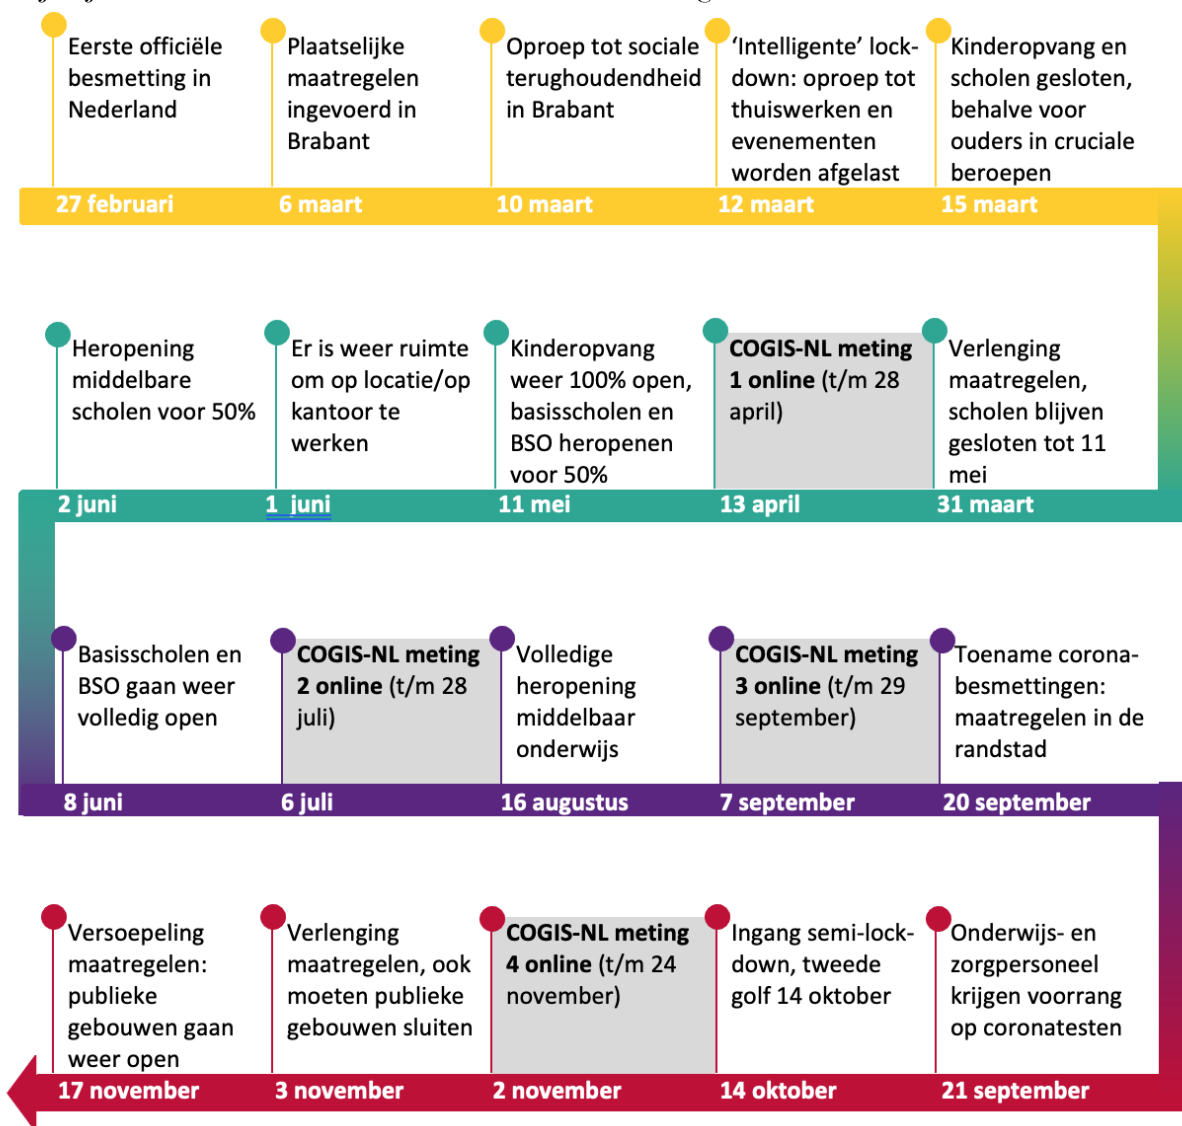 Eerste officiële
besmetting in
Nederland
27 februari
Plaatselijke
maatregelen
ingevoerd in
Brabant
6 maart
Oproep tot sociale
terughoudendheid
in Brabant
10 maart
‘Intelligente’ lock-
down: oproep tot
thuiswerken en
evenementen
worden afgelast
12 maart
Kinderopvang en
scholen gesloten,
behalve voor
ouders in cruciale
beroepen
15 maart
Verlenging
maatregelen,
scholen blijven
gesloten tot 11
mei
31 maart
COGIS-NL meting
1 online (t/m 28
april)
13 april
Kinderopvang
weer 100% open,
basisscholen en
BSO heropenen
voor 50%
11 mei
Er is weer ruimte
om op locatie/op
kantoor te
werken
1 juni
Heropening
middelbare
scholen voor 50%
2 juni
Basisscholen en
BSO gaan weer
volledig open
8 juni
COGIS-NL meting
2 online (t/m 28
juli)
6 juli
Volledige
heropening
middelbaar
onderwijs
16 augustus
COGIS-NL meting
3 online (t/m 29
september)
7 september
Toename corona-
besmettingen:
maatregelen in de
randstad
20 september
Onderwijs- en
zorgpersoneel
krijgen voorrang
op coronatesten
21 september
Ingang semi-lock-
down, tweede
golf 14 oktober
14 oktober
COGIS-NL meting
4 online (t/m 24
november)
2 november
Verlenging
maatregelen, ook
moeten publieke
gebouwen sluiten
3 november
Versoepeling
maatregelen:
publieke
gebouwen gaan
weer open
17 november